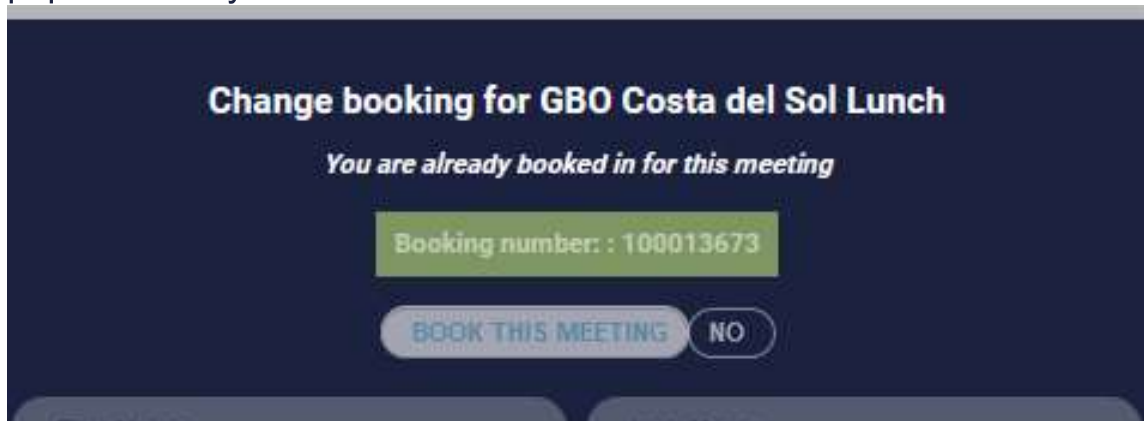 Change booking for GBO Costa del Sol Lunch
You are already booked in for this meeting
Booking number: : 100013673
BOOK THIS MEETING NO